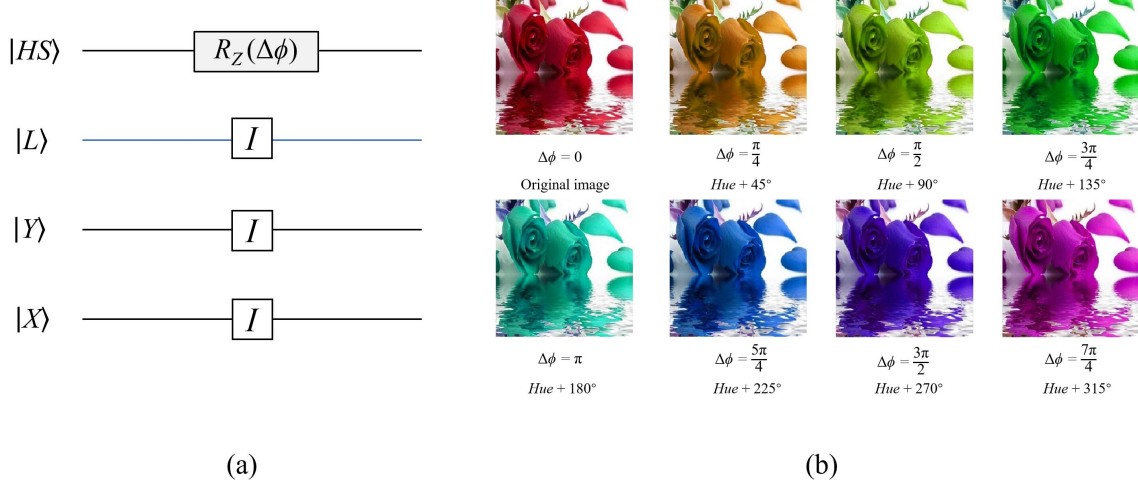 |HS⟩ R_Z(Δϕ)
|L⟩ I
|Y⟩ I
|X⟩ I
(a)
Δϕ = 0 Δϕ = π/4 Δϕ = π/2 Δϕ = 3π/4
Original image Hue + 45° Hue + 90° Hue + 135°
Δϕ = π Δϕ = 5π/4 Δϕ = 3π/2 Δϕ = 7π/4
Hue + 180° Hue + 225° Hue + 270° Hue + 315°
(b)